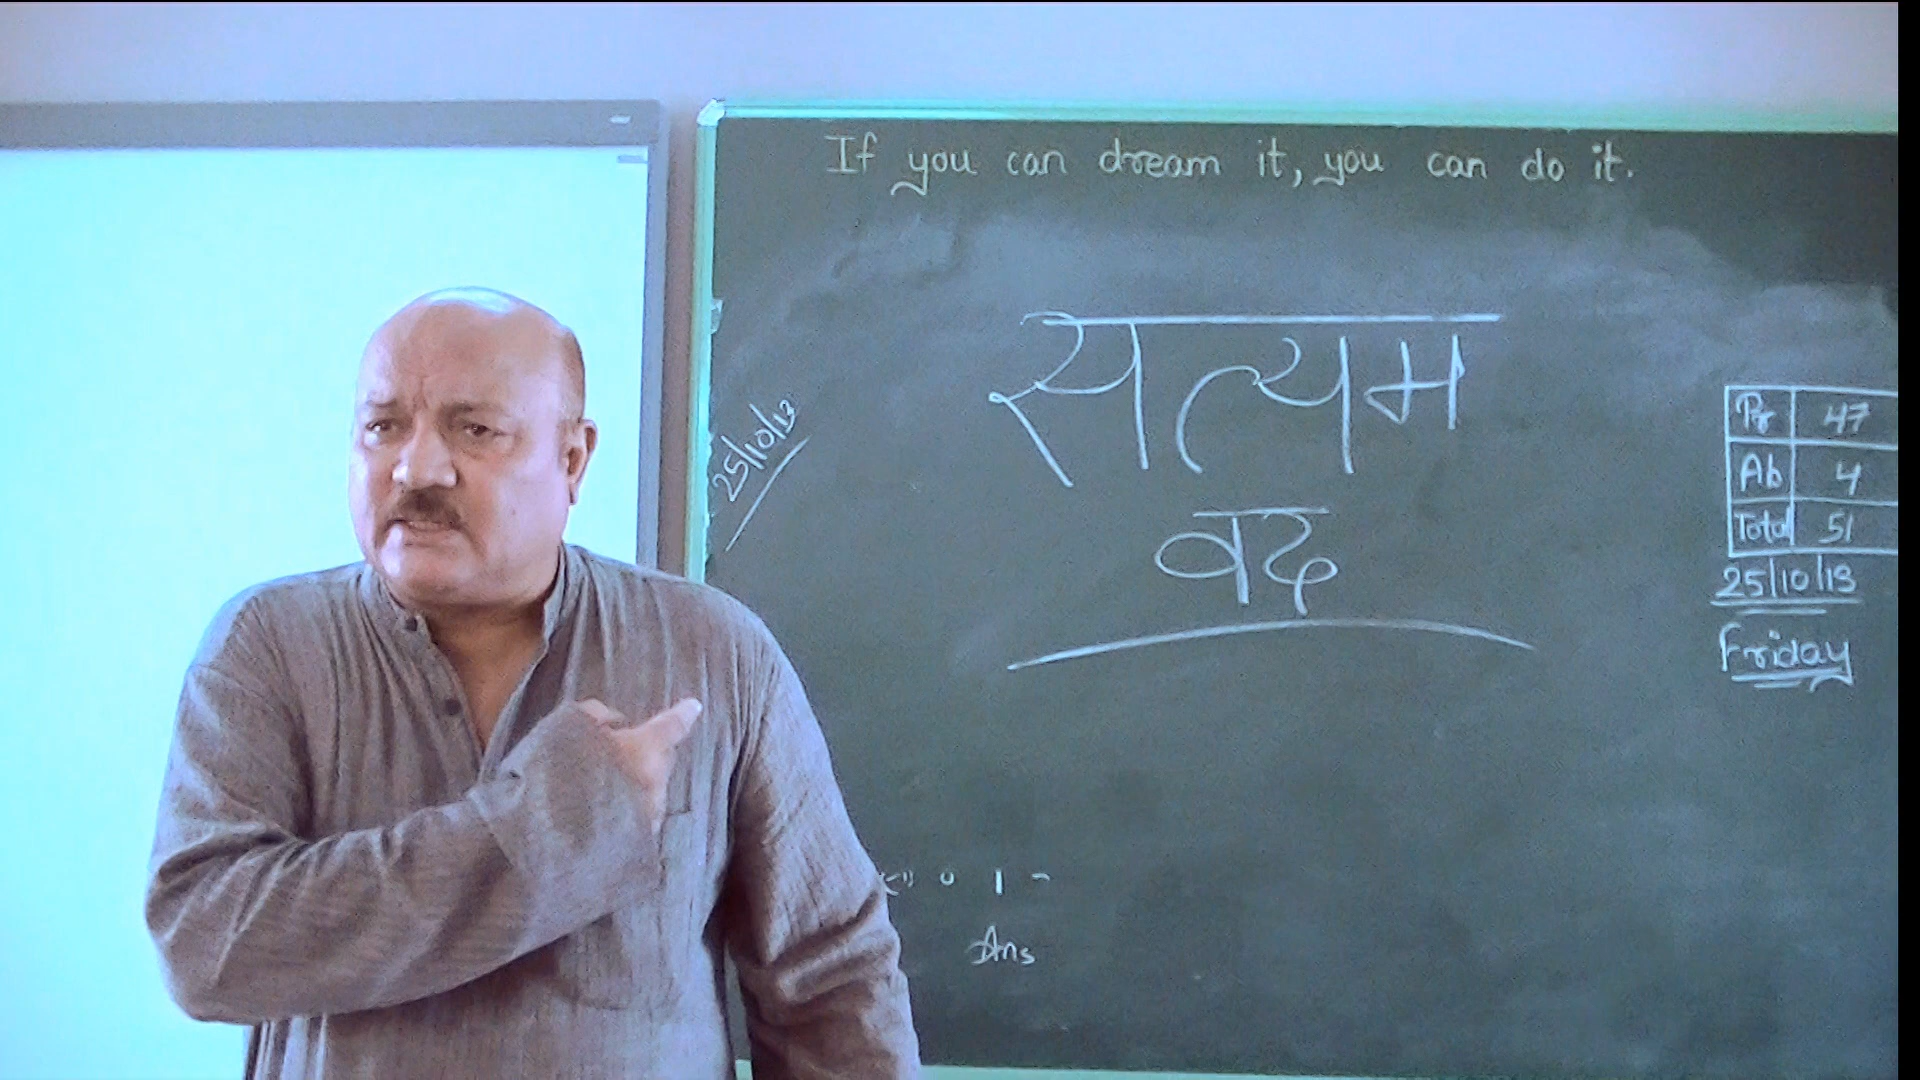 If you can dream it, you can do it.
सत्यम
वद
25/10/13
Pr 47
Ab 4
Total 51
25/10/13
Friday
Ans